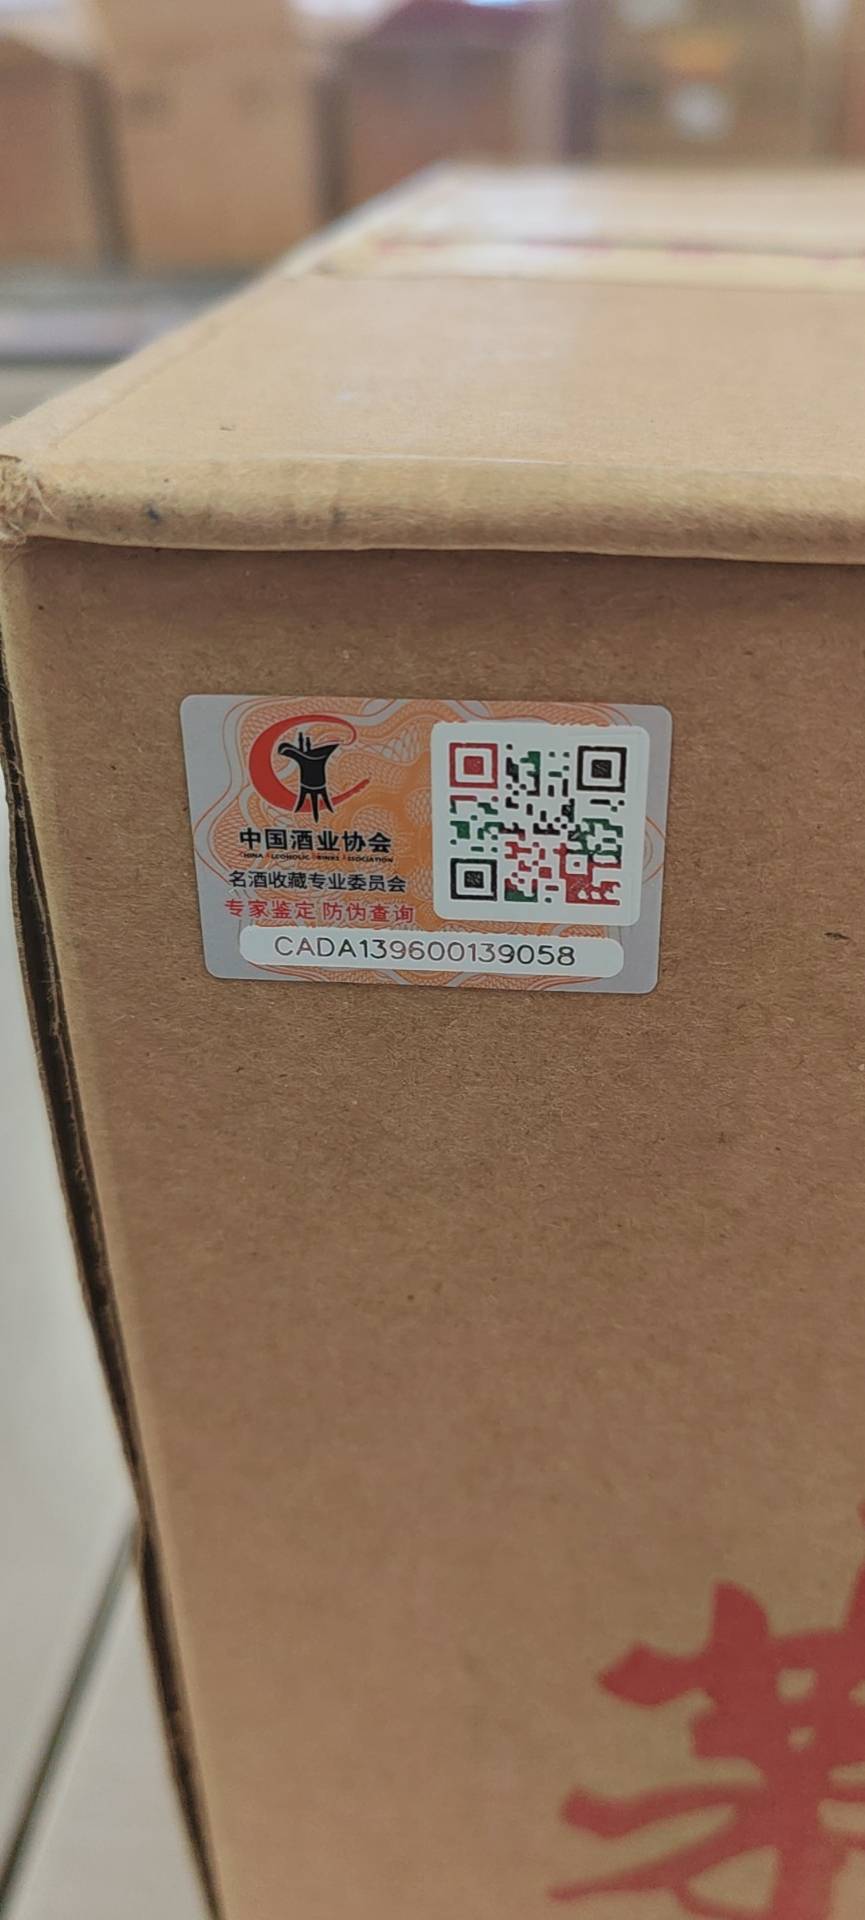 中国酒业协会
CHINA ALCOHOLIC DRINKS ASSOCIATION
名酒收藏专业委员会
专家鉴定 防伪查询
CADA139600139058